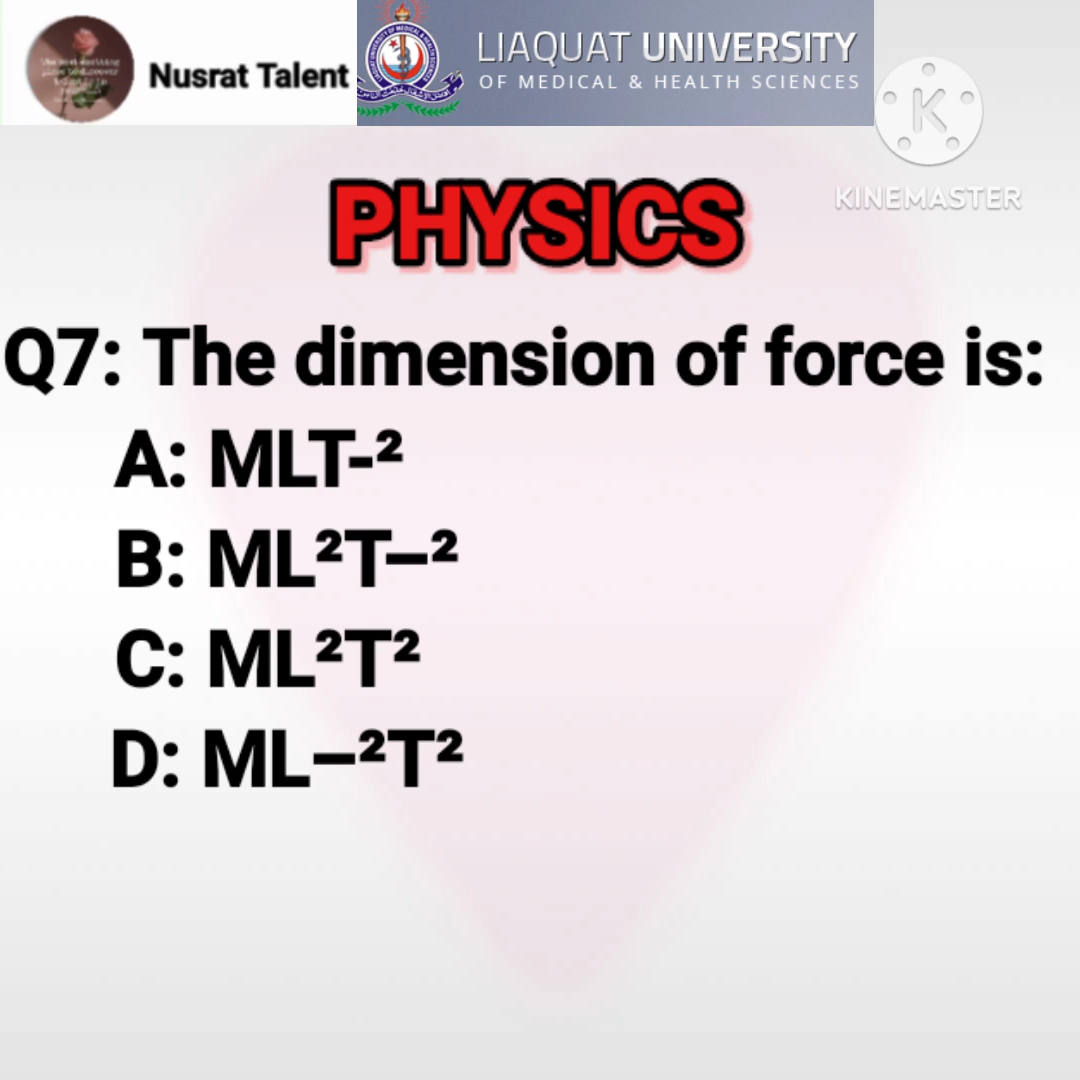 Nusrat Talent
LIAQUAT UNIVERSITY
OF MEDICAL & HEALTH SCIENCES
K
KINEMASTER
PHYSICS
Q7: The dimension of force is:
A: MLT-²
B: ML²T–²
C: ML²T²
D: ML–²T²